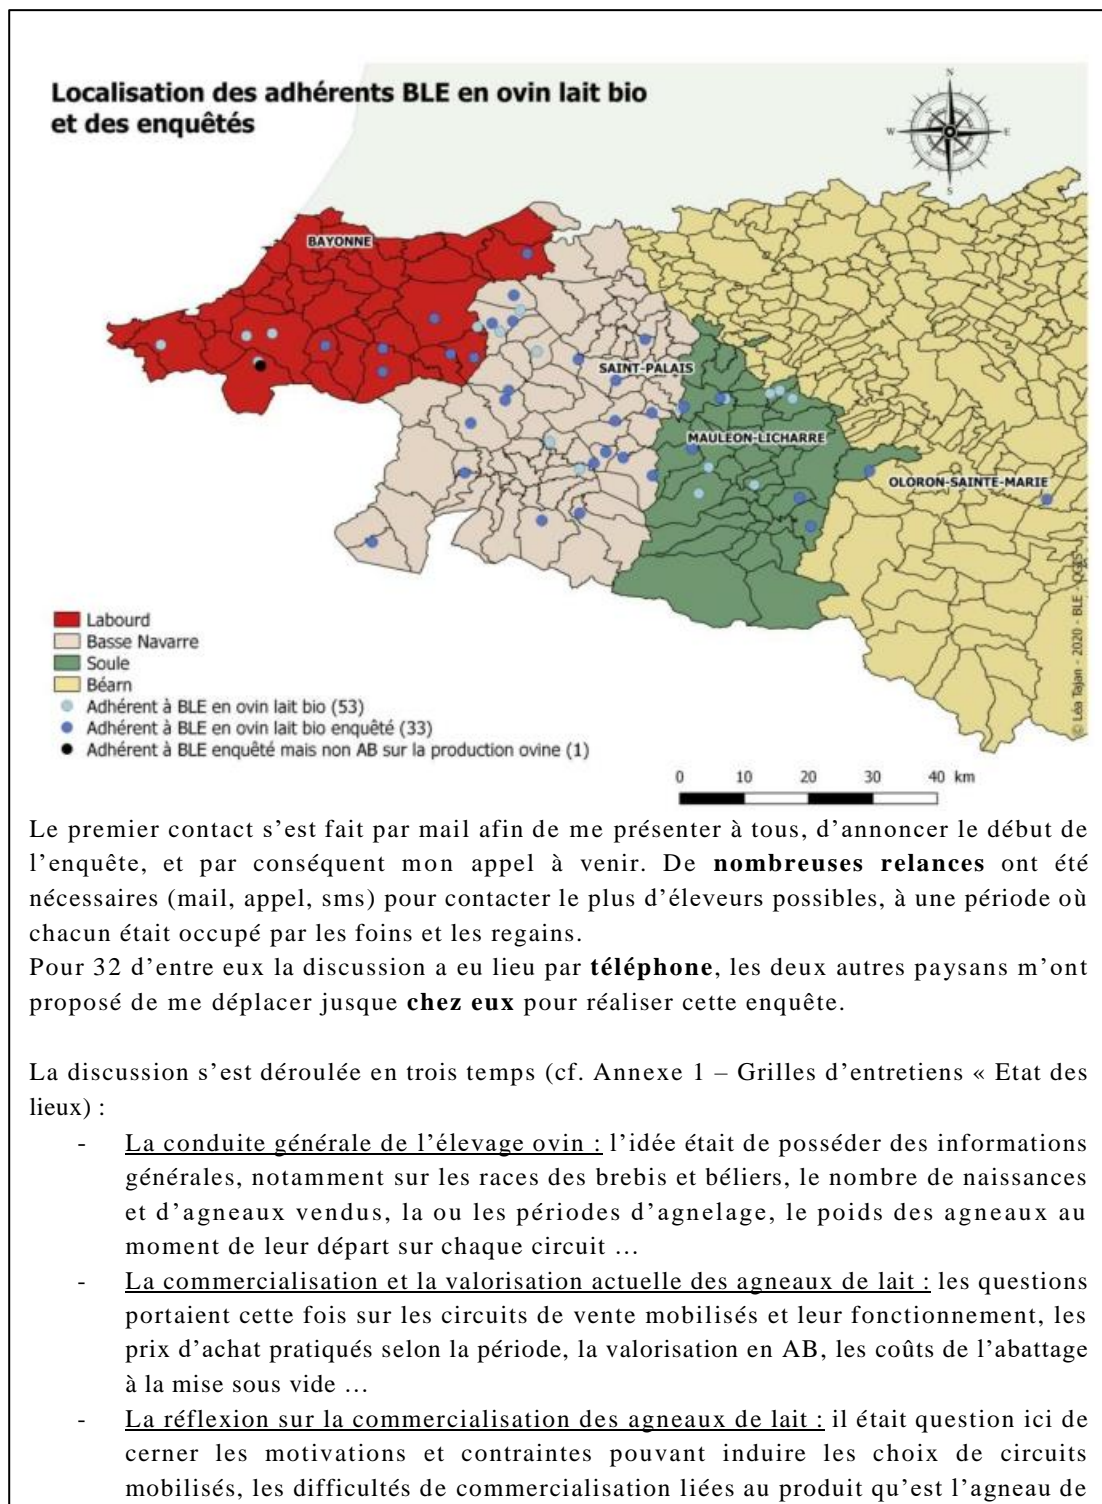 Localisation des adhérents BLE en ovin lait bio
et des enquêtés
N
W
E
S
BAYONNE
SAINT-PALAIS
MAULEON-LICHARRE
OLORON-SAINTE-MARIE
Labourd
Basse Navarre
Soule
Béarn
Adhérent à BLE en ovin lait bio (53)
Adhérent à BLE en ovin lait bio enquêté (33)
Adhérent à BLE enquêté mais non AB sur la production ovine (1)
0 10 20 30 40 km
© Léa Tajan - 2020 - BLE - QGIS
Le premier contact s’est fait par mail afin de me présenter à tous, d’annoncer le début de
l’enquête, et par conséquent mon appel à venir. De nombreuses relances ont été
nécessaires (mail, appel, sms) pour contacter le plus d’éleveurs possibles, à une période où
chacun était occupé par les foins et les regains.
Pour 32 d’entre eux la discussion a eu lieu par téléphone, les deux autres paysans m’ont
proposé de me déplacer jusque chez eux pour réaliser cette enquête.
La discussion s’est déroulée en trois temps (cf. Annexe 1 – Grilles d’entretiens « Etat des
lieux) :
- La conduite générale de l’élevage ovin : l’idée était de posséder des informations
générales, notamment sur les races des brebis et béliers, le nombre de naissances
et d’agneaux vendus, la ou les périodes d’agnelage, le poids des agneaux au
moment de leur départ sur chaque circuit …
- La commercialisation et la valorisation actuelle des agneaux de lait : les questions
portaient cette fois sur les circuits de vente mobilisés et leur fonctionnement, les
prix d’achat pratiqués selon la période, la valorisation en AB, les coûts de l’abattage
à la mise sous vide …
- La réflexion sur la commercialisation des agneaux de lait : il était question ici de
cerner les motivations et contraintes pouvant induire les choix de circuits
mobilisés, les difficultés de commercialisation liées au produit qu’est l’agneau de